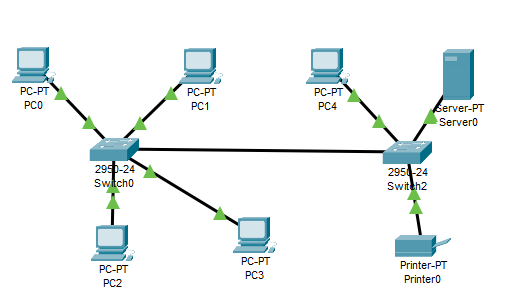 PC-PT
PC0
PC-PT
PC1
PC-PT
PC4
Server-PT
Server0
2950-24
Switch0
2950-24
Switch2
PC-PT
PC2
PC-PT
PC3
Printer-PT
Printer0